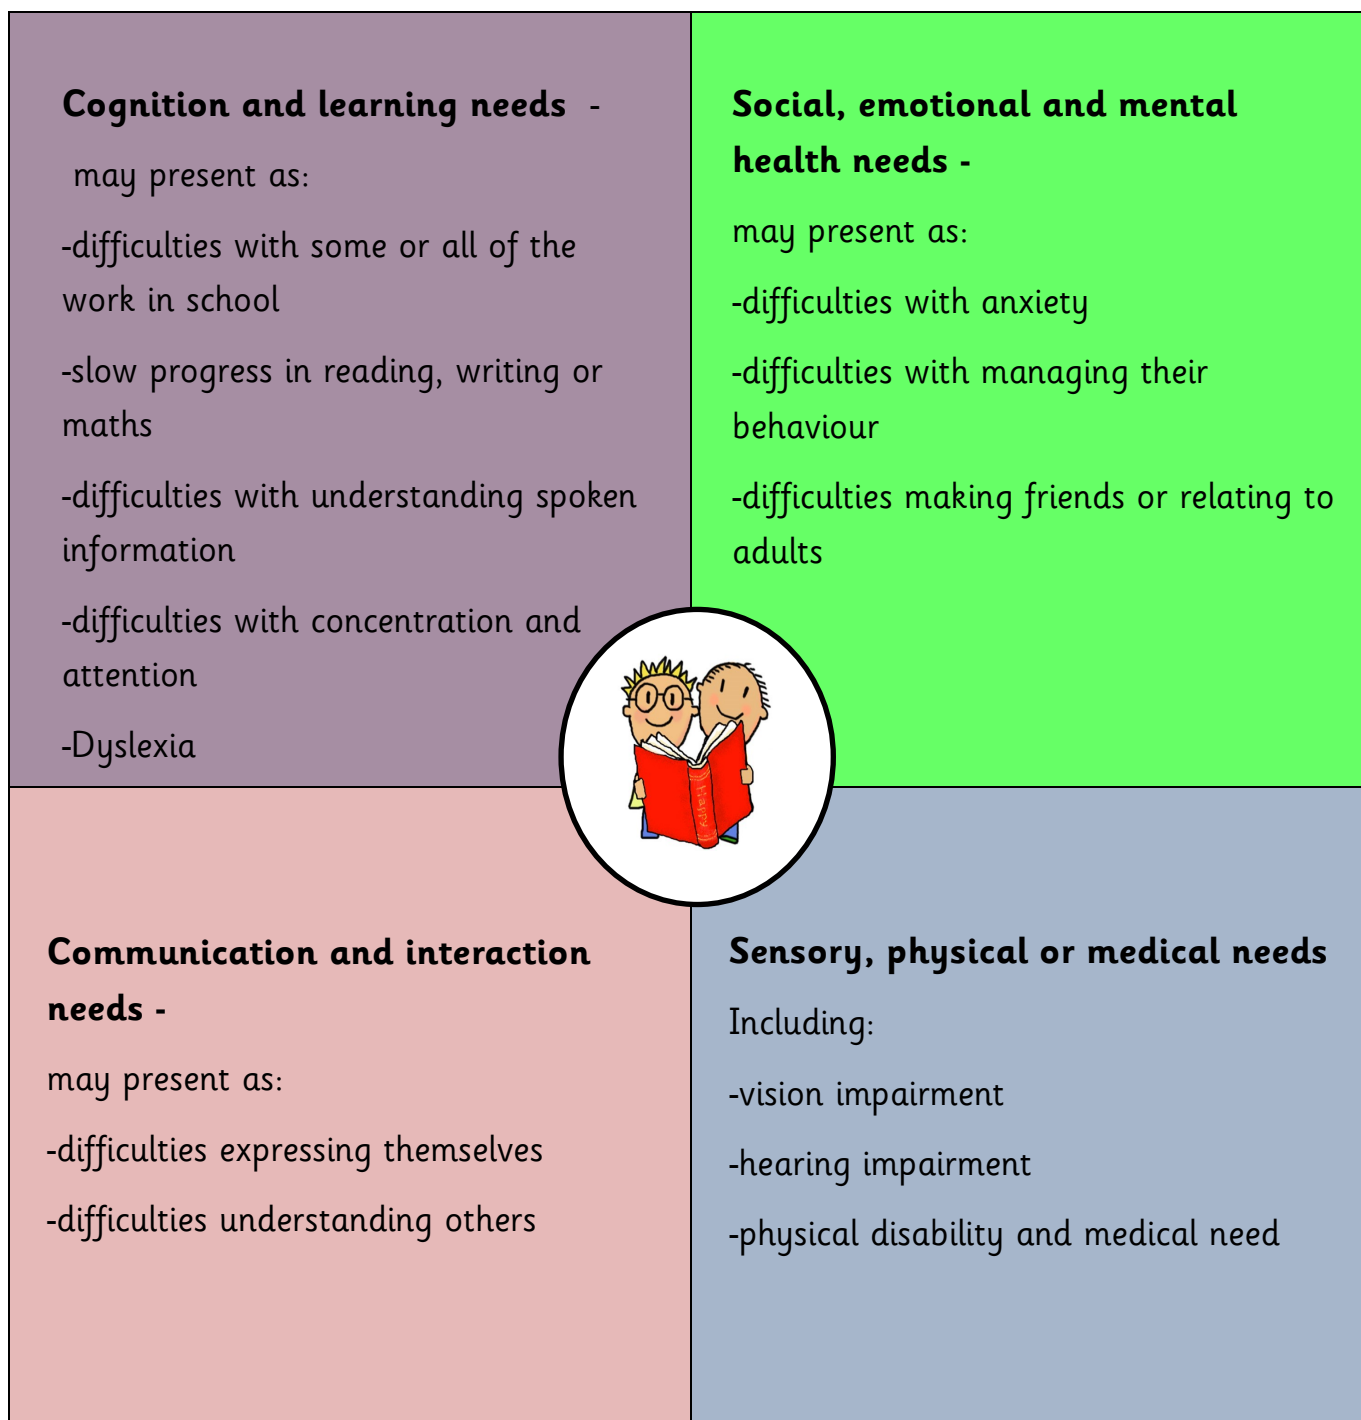 Cognition and learning needs -
may present as:
-difficulties with some or all of the
work in school
-slow progress in reading, writing or
maths
-difficulties with understanding spoken
information
-difficulties with concentration and
attention
-Dyslexia
Social, emotional and mental
health needs -
may present as:
-difficulties with anxiety
-difficulties with managing their
behaviour
-difficulties making friends or relating to
adults
Happy
Communication and interaction
needs -
may present as:
-difficulties expressing themselves
-difficulties understanding others
Sensory, physical or medical needs
Including:
-vision impairment
-hearing impairment
-physical disability and medical need